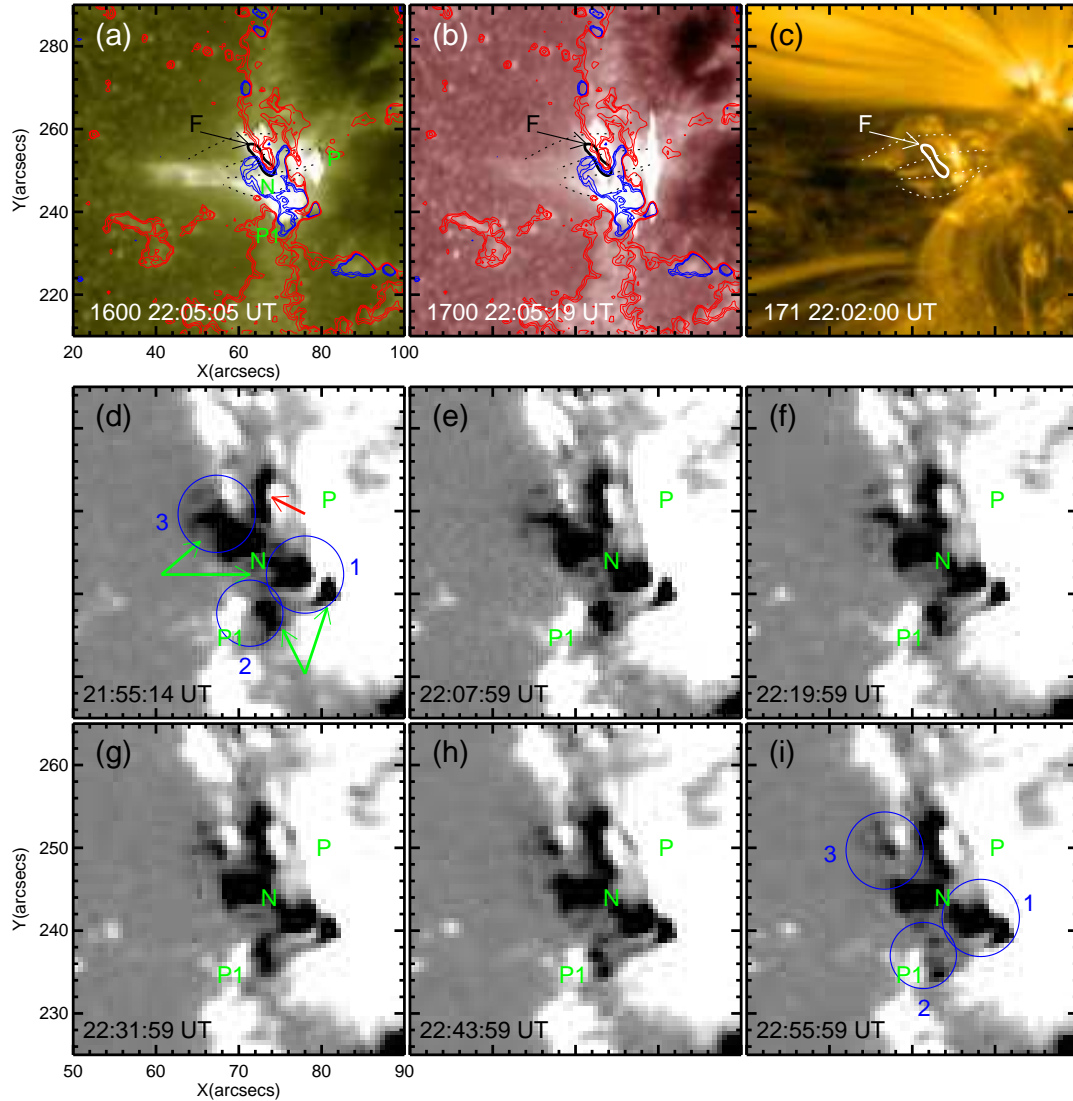 (a)
F
P
N
P1
1600 22:05:05 UT
(b)
F
1700 22:05:19 UT
(c)
F
171 22:02:00 UT
Y(arcsecs)
280
260
240
220
20
40
60
80
100
X(arcsecs)
(d)
P
3
N
1
P1
2
21:55:14 UT
(e)
P
N
P1
22:07:59 UT
(f)
P
N
P1
22:19:59 UT
(g)
P
N
P1
22:31:59 UT
(h)
P
N
P1
22:43:59 UT
(i)
P
3
N
1
P1
2
22:55:59 UT
Y(arcsecs)
260
250
240
230
50
60
70
80
90
X(arcsecs)